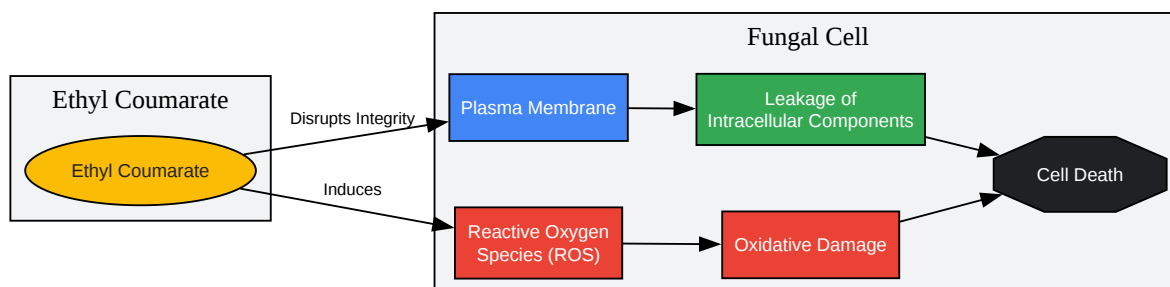 Ethyl Coumarate
Ethyl Coumarate
Disrupts Integrity
Induces
Fungal Cell
Plasma Membrane
Leakage of
Intracellular Components
Reactive Oxygen
Species (ROS)
Oxidative Damage
Cell Death